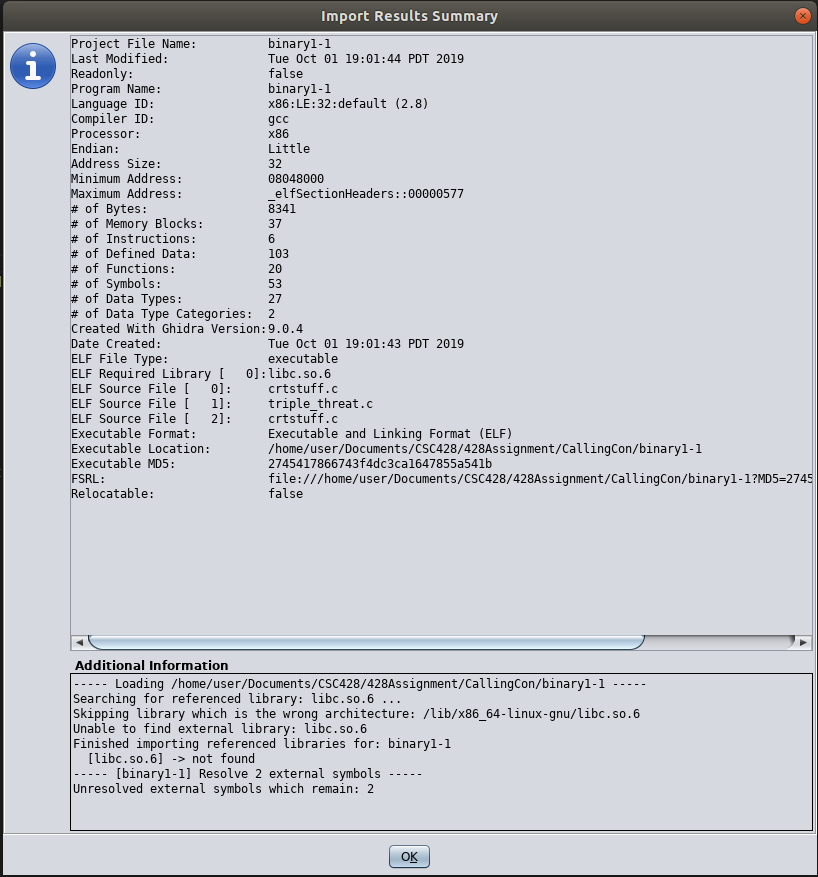 Import Results Summary
Project File Name: binary1-1
Last Modified: Tue Oct 01 19:01:44 PDT 2019
Readonly: false
Program Name: binary1-1
Language ID: x86:LE:32:default (2.8)
Compiler ID: gcc
Processor: x86
Endian: Little
Address Size: 32
Minimum Address: 08048000
Maximum Address: _elfSectionHeaders::00000577
# of Bytes: 8341
# of Memory Blocks: 37
# of Instructions: 6
# of Defined Data: 103
# of Functions: 20
# of Symbols: 53
# of Data Types: 27
# of Data Type Categories: 2
Created With Ghidra Version:9.0.4
Date Created: Tue Oct 01 19:01:43 PDT 2019
ELF File Type: executable
ELF Required Library [   0]:libc.so.6
ELF Source File [   0]: crtstuff.c
ELF Source File [   1]: triple_threat.c
ELF Source File [   2]: crtstuff.c
Executable Format: Executable and Linking Format (ELF)
Executable Location: /home/user/Documents/CSC428/428Assignment/CallingCon/binary1-1
Executable MD5: 2745417866743f4dc3ca1647855a541b
FSRL: file:///home/user/Documents/CSC428/428Assignment/CallingCon/binary1-1?MD5=2745
Relocatable: false
Additional Information
----- Loading /home/user/Documents/CSC428/428Assignment/CallingCon/binary1-1 -----
Searching for referenced library: libc.so.6 ...
Skipping library which is the wrong architecture: /lib/x86_64-linux-gnu/libc.so.6
Unable to find external library: libc.so.6
Finished importing referenced libraries for: binary1-1
[libc.so.6] -> not found
----- [binary1-1] Resolve 2 external symbols -----
Unresolved external symbols which remain: 2
OK